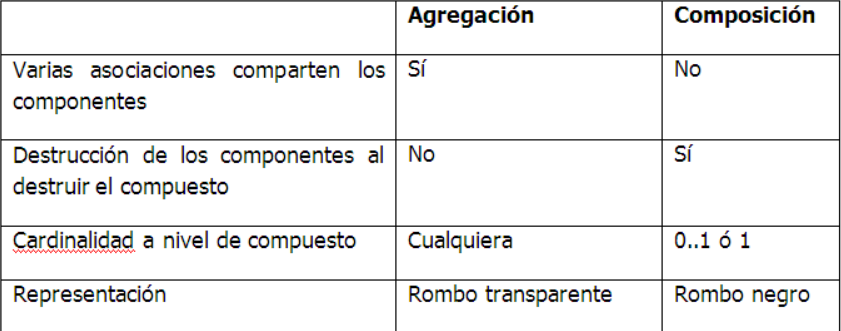 Agregación Composición
Varias asociaciones comparten los Sí No
componentes
Destrucción de los componentes al No Sí
destruir el compuesto
Cardinalidad a nivel de compuesto Cualquiera 0..1 ó 1
Representación Rombo transparente Rombo negro